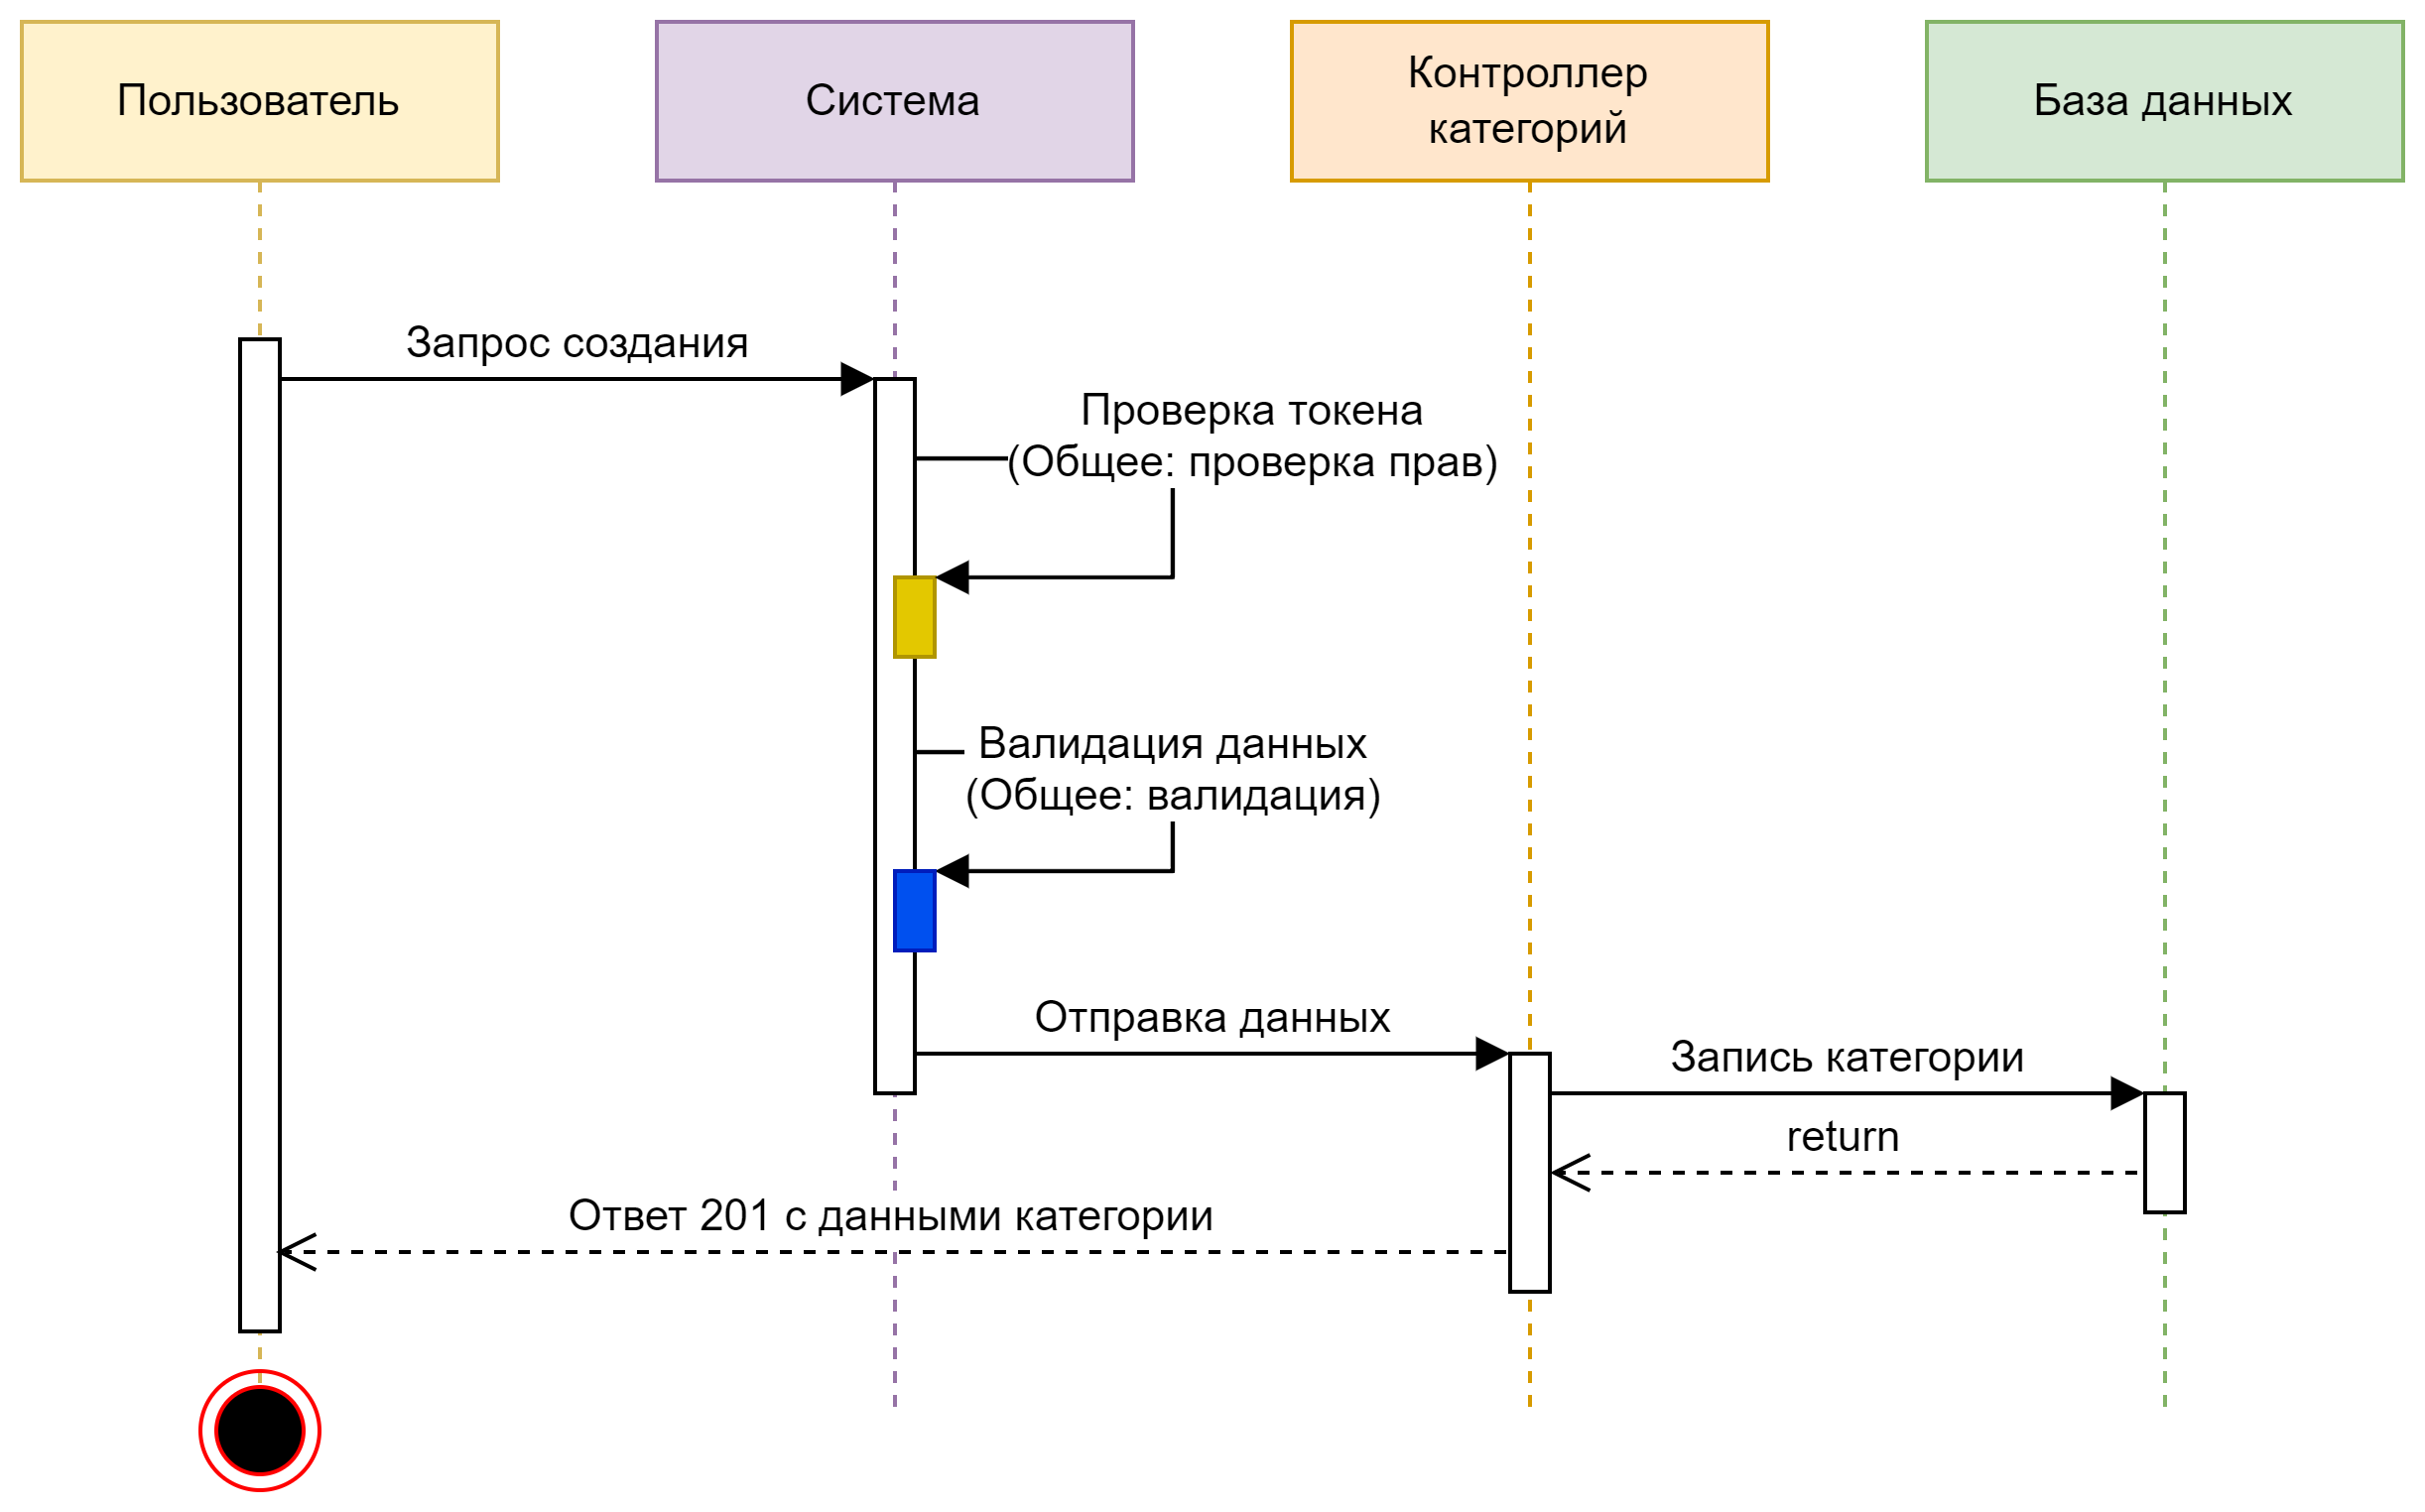 Пользователь
Система
Контроллер
категорий
База данных
Запрос создания
Проверка токена
(Общее: проверка прав)
Валидация данных
(Общее: валидация)
Отправка данных
Запись категории
return
Ответ 201 с данными категории